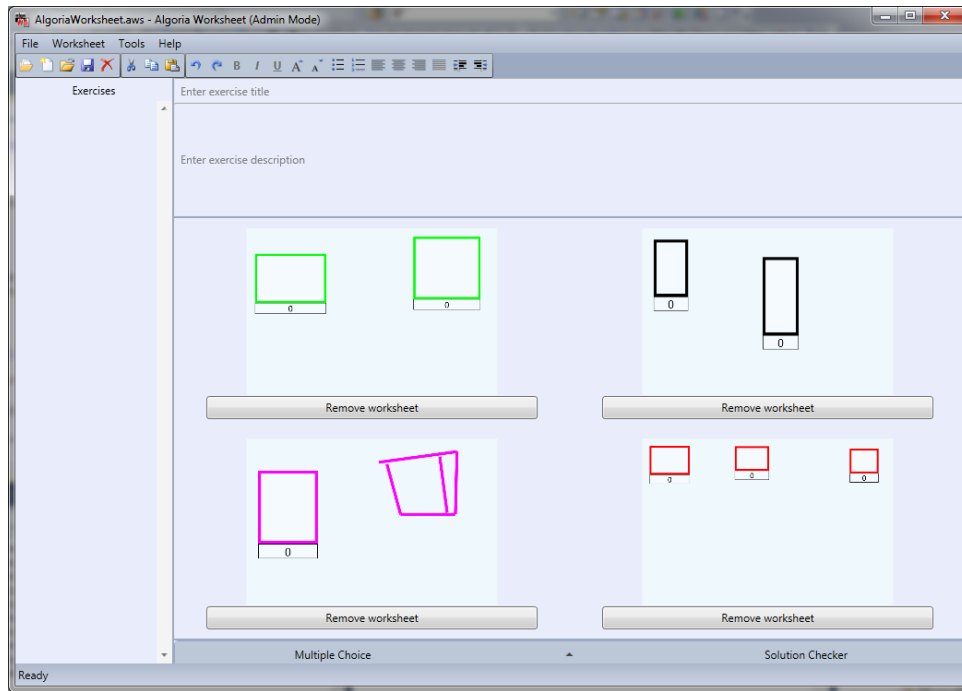 AlgoriaWorksheet.aws - Algoria Worksheet (Admin Mode)
File Worksheet Tools Help
B I U A A
Exercises
Enter exercise title
Enter exercise description
0 0
0
0
Remove worksheet Remove worksheet
0 0 0
0
Remove worksheet Remove worksheet
Multiple Choice Solution Checker
Ready